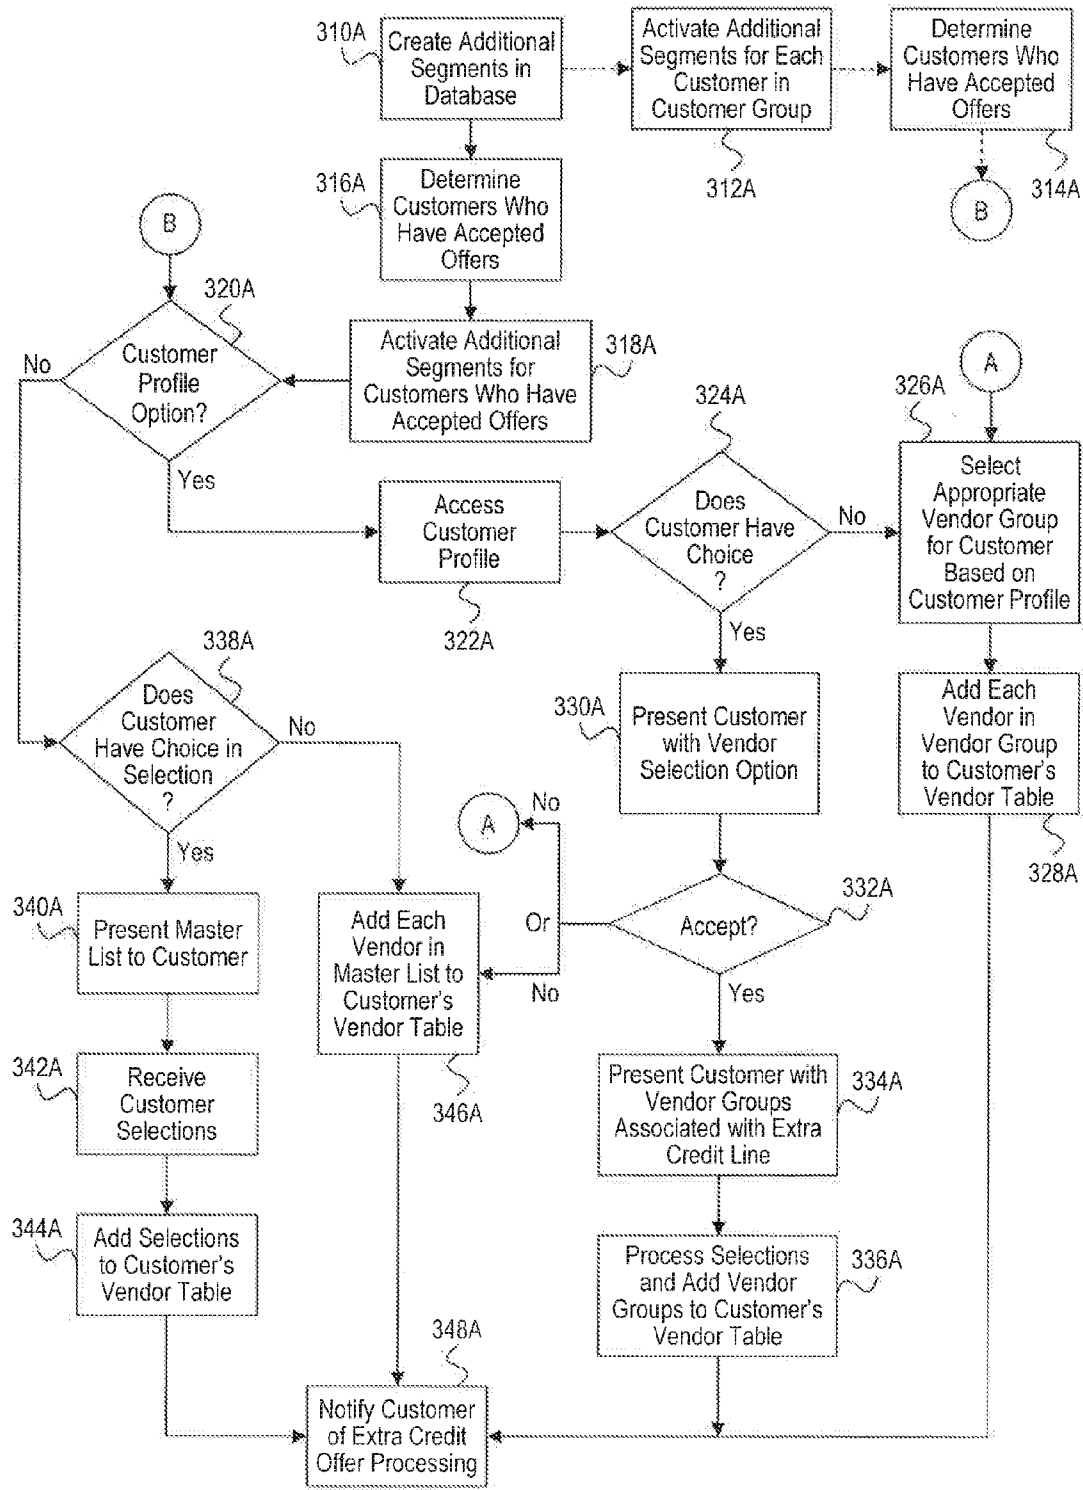 310A
Create Additional
Segments in
Database
Activate Additional
Segments for Each
Customer in
Customer Group
312A
Determine
Customers Who
Have Accepted
Offers
314A
B
316A
Determine
Customers Who
Have Accepted
Offers
B
320A
Customer
Profile
Option?
No
Yes
Activate Additional
Segments for
Customers Who Have
Accepted Offers
318A
Access
Customer
Profile
322A
324A
Does
Customer Have
Choice
?
No
Yes
A
326A
Select
Appropriate
Vendor Group
for Customer
Based on
Customer Profile
Add Each
Vendor in
Vendor Group
to Customer's
Vendor Table
328A
330A
Present Customer
with Vendor
Selection Option
338A
Does
Customer
Have Choice in
Selection
?
No
Yes
A
No
Or
No
332A
Accept?
Yes
340A
Present Master
List to Customer
Add Each
Vendor in
Master List to
Customer's
Vendor Table
346A
342A
Receive
Customer
Selections
Present Customer with
Vendor Groups
Associated with Extra
Credit Line
334A
344A
Add Selections
to Customer's
Vendor Table
Process Selections
and Add Vendor
Groups to Customer's
Vendor Table
336A
348A
Notify Customer
of Extra Credit
Offer Processing